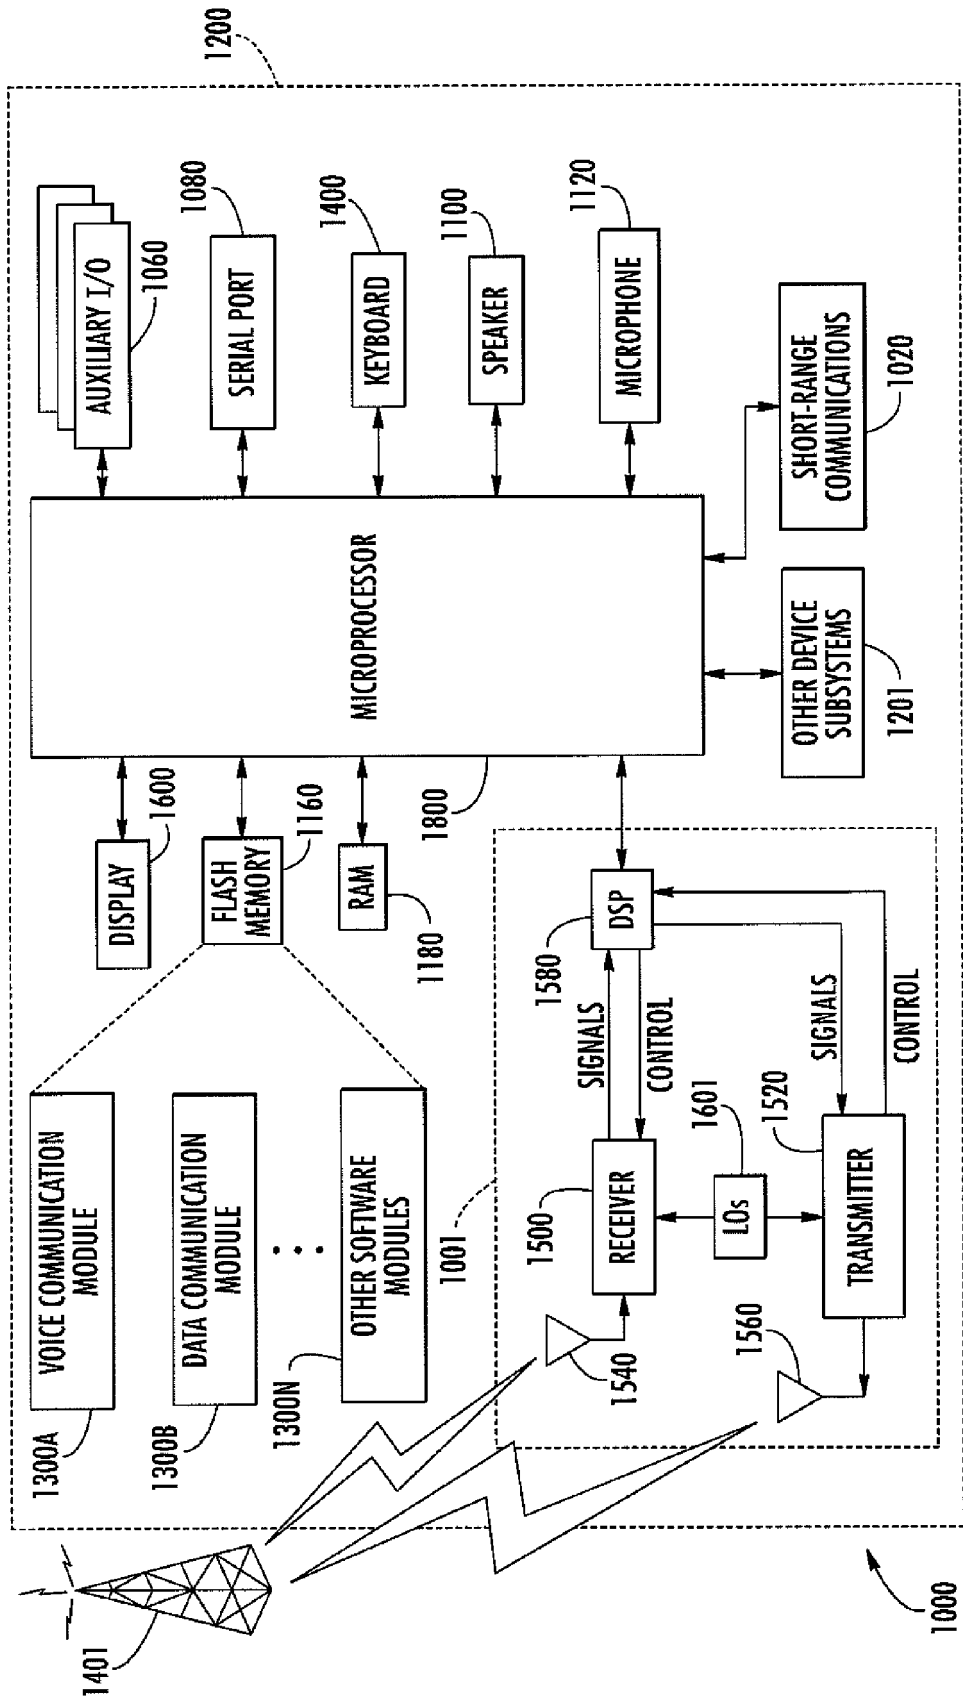 1200
AUXILIARY I/O
1060
SERIAL PORT
1080
KEYBOARD
1400
SPEAKER
1100
MICROPHONE
1120
SHORT-RANGE
COMMUNICATIONS
1020
MICROPROCESSOR
1800
OTHER DEVICE
SUBSYSTEMS
1201
DISPLAY
1600
FLASH
MEMORY
1160
RAM
1180
VOICE COMMUNICATION
MODULE
1300A
DATA COMMUNICATION
MODULE
1300B
OTHER SOFTWARE
MODULES
1300N
1001
DSP
1580
SIGNALS
CONTROL
SIGNALS
CONTROL
RECEIVER
1500
LOs
1601
TRANSMITTER
1520
1540
1560
1401
1000